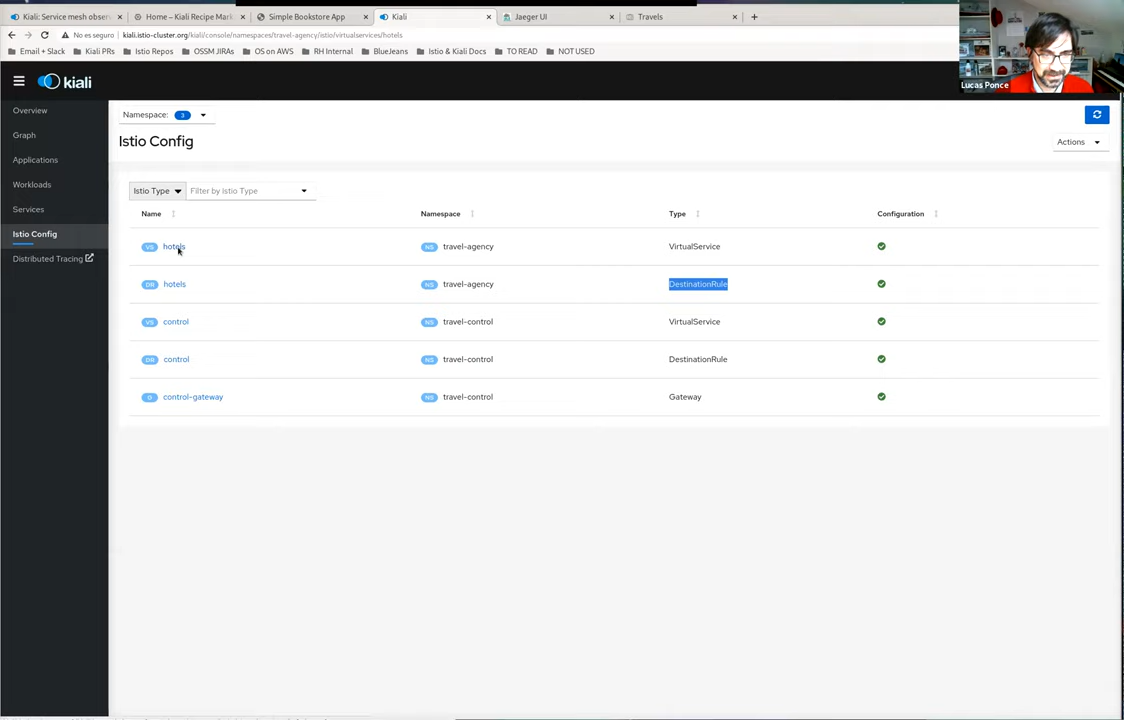 Kiali: Service mesh obser
Home – Kiali Recipe Mark
Simple Bookstore App
Kiali
Jaeger UI
Travels
No es seguro
kiali.istio-cluster.org/kiali/console/namespaces/travel-agency/istio/virtualservices/hotels
Email + Slack
Kiali PRs
Istio Repos
OSSM JIRAs
OS on AWS
RH Internal
BlueJeans
Istio & Kiali Docs
TO READ
NOT USED
Lucas Ponce
kiali
Overview
Graph
Applications
Workloads
Services
Istio Config
Distributed Tracing
Namespace: 3
Istio Config
Actions
Istio Type
Filter by Istio Type
Name Namespace Type Configuration
VS hotels NS travel-agency VirtualService
DR hotels NS travel-agency DestinationRule
VS control NS travel-control VirtualService
DR control NS travel-control DestinationRule
G control-gateway NS travel-control Gateway